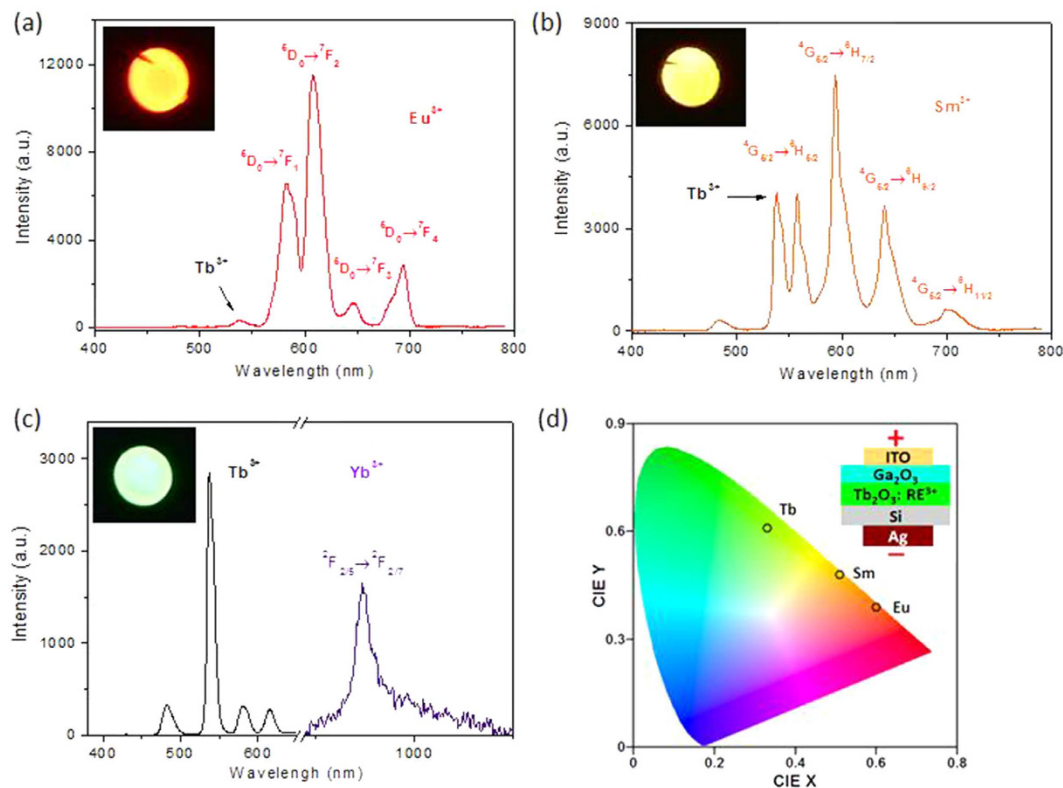 (a)
Intensity (a.u.)
12000
8000
4000
0
⁵D₀→⁷F₂
Eu³⁺
⁵D₀→⁷F₁
⁵D₀→⁷F₄
Tb³⁺
⁵D₀→⁷F₃
400 500 600 700 800
Wavelength (nm)
(b)
Intensity (a.u.)
9000
6000
3000
0
⁴G₅/₂→⁶H₇/₂
Sm³⁺
⁴G₅/₂→⁶H₅/₂
⁴G₅/₂→⁶H₉/₂
Tb³⁺
⁴G₅/₂→⁶H₁₁/₂
400 500 600 700 800
Wavelength (nm)
(c)
Intensity (a.u.)
3000
2000
1000
0
Tb³⁺
Yb³⁺
²F₂/₅→²F₂/₇
400 500 600 1000
Wavelengh (nm)
(d)
CIE Y
0.9
0.6
0.3
0
+
ITO
Ga₂O₃
Tb₂O₃: RE³⁺
Si
Ag
−
Tb
Sm
Eu
0 0.2 0.4 0.6 0.8
CIE X